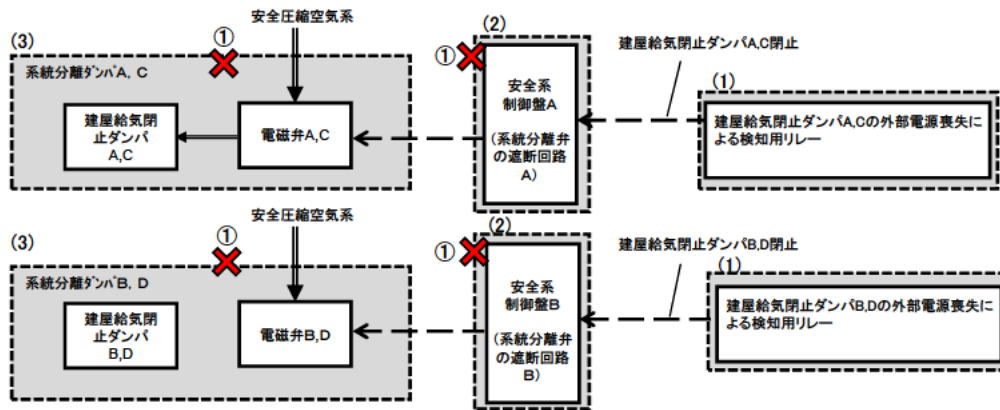 安全圧縮空気系
(3)
①
系統分離ダンパA, C
建屋給気閉
止ダンパ
A,C
電磁弁A,C
(2)
①
安全系
制御盤A
(系統分離弁
の遮断回路
A)
建屋給気閉止ダンパA,C閉止
(1)
建屋給気閉止ダンパA,Cの外部電源喪失に
よる検知用リレー
安全圧縮空気系
(3)
①
系統分離ダンパB, D
建屋給気閉
止ダンパ
B,D
電磁弁B,D
(2)
①
安全系
制御盤B
(系統分離弁
の遮断回路
B)
建屋給気閉止ダンパB,D閉止
(1)
建屋給気閉止ダンパB,Dの外部電源喪失に
よる検知用リレー